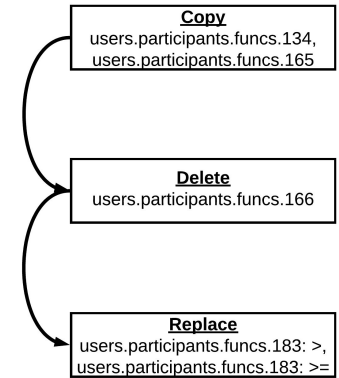 Copy
users.participants.funcs.134,
users.participants.funcs.165
Delete
users.participants.funcs.166
Replace
users.participants.funcs.183: >,
users.participants.funcs.183: >=